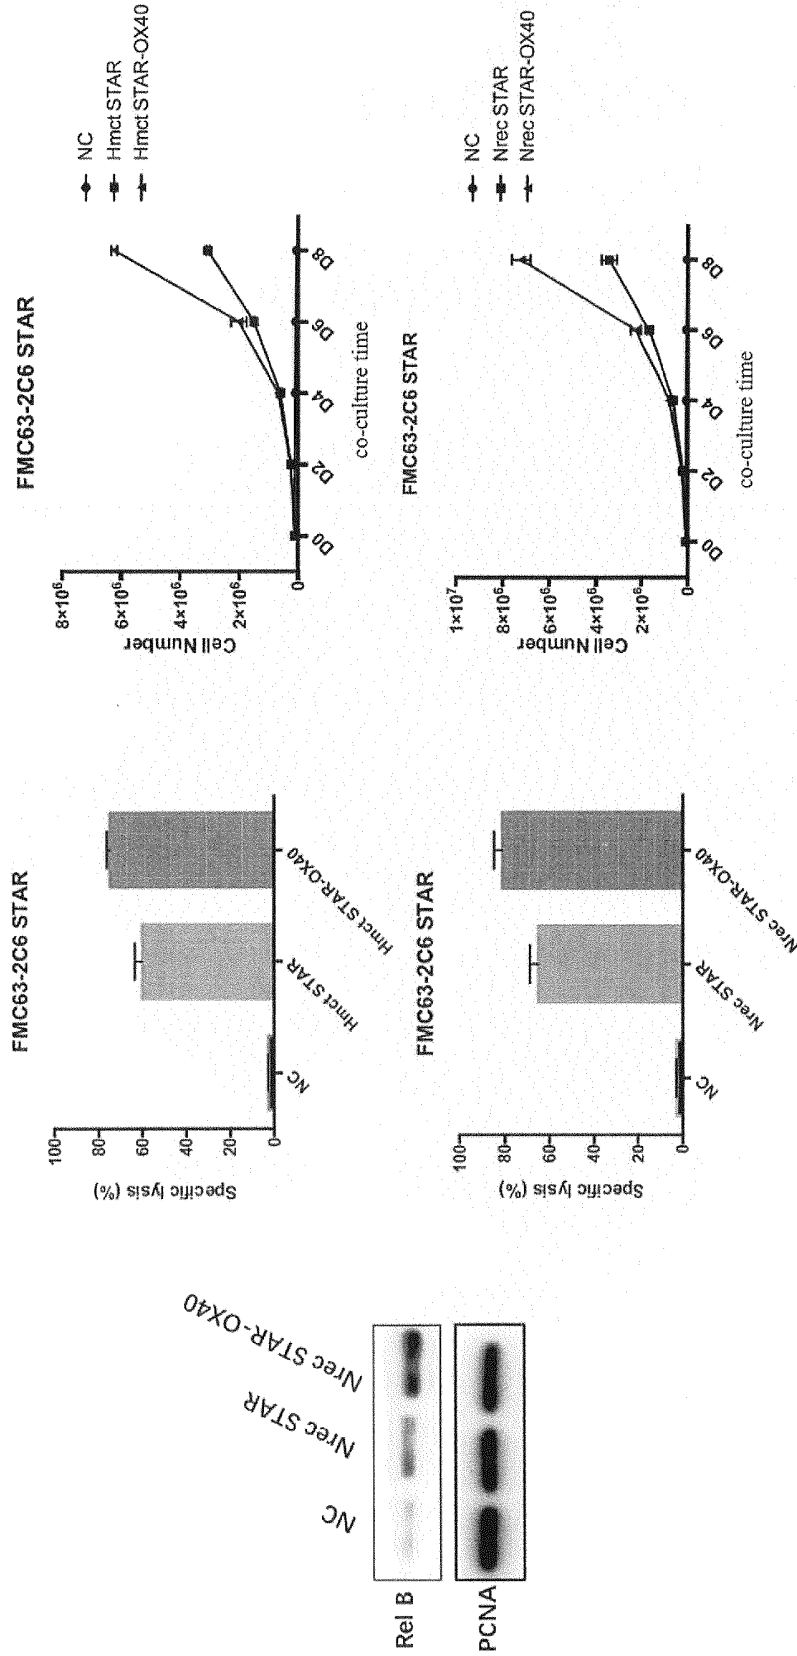 NC
Nrec STAR
Nrec STAR-OX40
Rel B
PCNA
FMC63-2C6 STAR
Specific lysis (%)
100
80
60
40
20
0
NC
Hmct STAR
Hmct STAR-OX40
FMC63-2C6 STAR
Cell Number
8×10⁶
6×10⁶
4×10⁶
2×10⁶
0
D0
D2
D4
D6
D8
co-culture time
NC
Hmct STAR
Hmct STAR-OX40
FMC63-2C6 STAR
Specific lysis (%)
100
80
60
40
20
0
NC
Nrec STAR
Nrec STAR-OX40
FMC63-2C6 STAR
Cell Number
1×10⁷
8×10⁶
6×10⁶
4×10⁶
2×10⁶
0
D0
D2
D4
D6
D8
co-culture time
NC
Nrec STAR
Nrec STAR-OX40